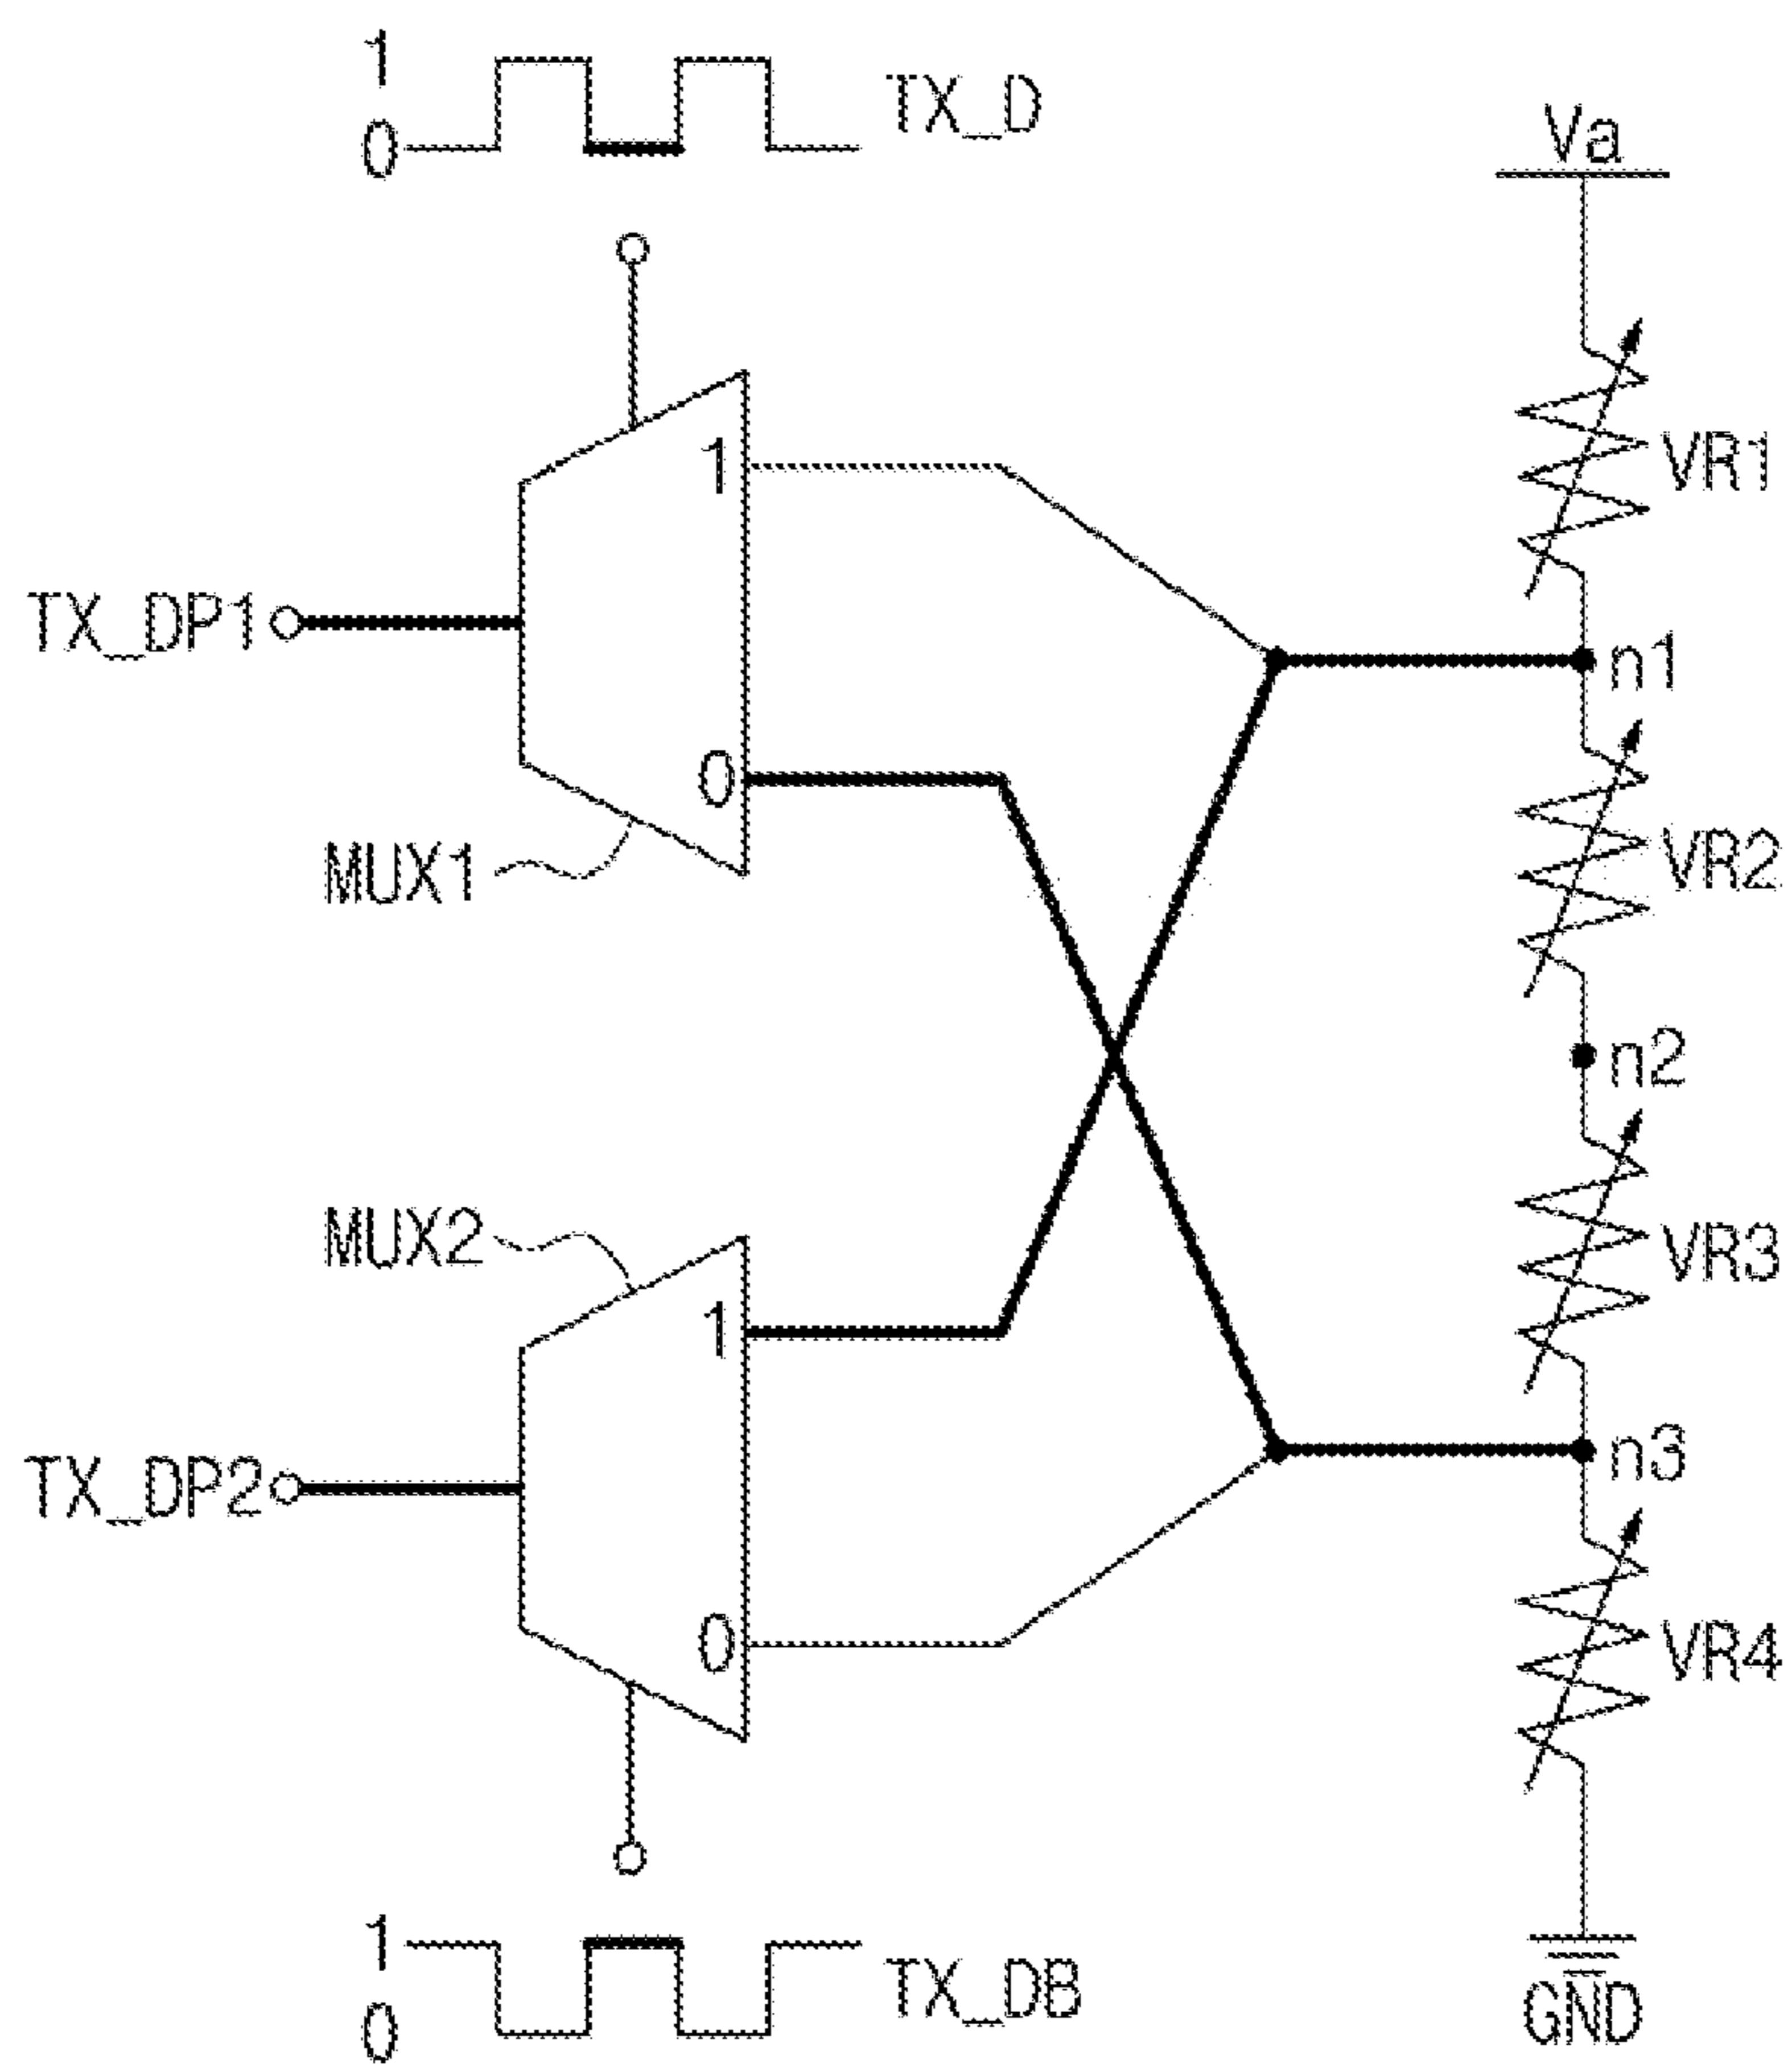 1
0
TX_D
Va
1
VR1
TX_DP1
n1
0
MUX1
VR2
n2
MUX2
1
VR3
TX_DP2
n3
0
VR4
1
0
TX_DB
GND